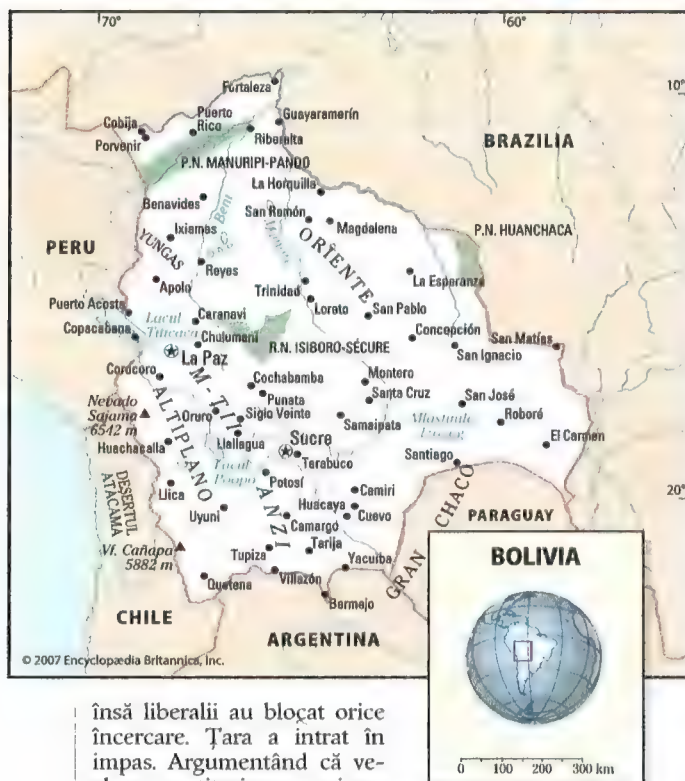 70°
60°
Fortaleza
10°
Guayaramerín
Puerto
Rico
Cobija
Porvenir
Riberalta
BRAZILIA
P.N. MANURIPI-PANDO
La Horquilla
Benavides
San Ramón
Magdalena
P.N. HUANCHACA
Ixiamas
Beni
ORIENTE
PERU
YUNGAS
Reyes
La Esperanza
Apolo
Trinidad
Loreto
San Pablo
Puerto Acosta
Lacul
Titicaca
Caranavi
Copacabana
Chulumani
Concepción
San Matías
R.N. ISIBORO-SÉCURE
San Ignacio
La Paz
Corocoro
Cochabamba
Montero
M-ȚII
ANZI
Punata
Santa Cruz
San José
Nevado
Sajama
6542 m
Oruro
Siglo Veinte
Samaipata
Roboré
ALTIPLANO
Llallagua
Sucre
El Carmen
Huachacalla
Tarabuco
Santiago
Lacul
Poopó
DEȘERTUL
ATACAMA
Potosí
Camiri
Llica
Huacaya
Cuevo
20°
Uyuni
Camargo
PARAGUAY
GRAN CHACO
Vf. Cañapa
5882 m
Tarija
Tupiza
Yacuiba
Quetena
Villazón
Bermejo
CHILE
ARGENTINA
© 2007 Encyclopædia Britannica, Inc.
BOLIVIA
0 100 200 300 km
însă liberalii au blocat orice
încercare. Țara a intrat în
impas. Argumentând că ve-